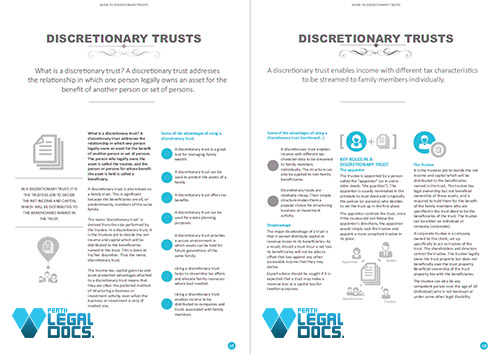 GUIDE TO DISCRETIONARY TRUSTS
DISCRETIONARY TRUSTS
What is a discretionary trust? A discretionary trust addresses
the relationship in which one person legally owns an asset for the
benefit of another person or set of persons.
IN A DISCRETIONARY TRUST, IT IS
THE TRUSTEES JOB TO DECIDE
THE NET INCOME AND CAPITAL
WHICH WILL BE DISTRIBUTED TO
THE BENEFICIARIES NAMED IN
THE TRUST.
What is a discretionary trust? A
discretionary trust addresses the
relationship in which one person
legally owns an asset for the benefit
of another person or set of persons.
The person who legally owns the
asset is called the trustee, and the
person or persons for whose benefit
the asset is held is called a
beneficiary.
A discretionary trust is also known as
a family trust. This is significant
because the beneficiaries are all, or
predominantly, members of the same
family.
The name 'discretionary trust' is
derived from the role performed by
the trustee. In a discretionary trust, it
is the trustees job to decide the net
income and capital which will be
distributed to the beneficiaries
named in the trust. This is done at
his/her discretion. Thus the name,
discretionary trust.
The income tax, capital gains tax and
asset protection advantages attached
to a discretionary trust means that
they are often the preferred method
of structuring a business or
investment activity, even when the
business or investment is only of
modest size.
Some of the advantages of using a
discretionary trust:
A discretionary trust is great
tool for managing family
wealth.
A discretionary trust can be
used to protect the assets of a
family.
A discretionary trust offers tax
benefits.
A discretionary trust can be
used for estate planning
purposes.
A discretionary trust provides
a secure environment in
which assets can be held for
future generations of the
same family.
Using a discretionary trust
helps to streamline tax affairs
and allocate family resources
where best needed.
Using a discretionary trust
enables income to be
distributed to companies and
trusts associated with family
members.
PERTH
LEGAL
DOCS.
GUIDE TO DISCRETIONARY TRUSTS
DISCRETIONARY TRUSTS
A discretionary trust enables income with different tax characteristics
to be streamed to family members individually.
Some of the advantages of using a
discretionary trust (continued...):
A discretionary trust enables
income with different tax
characteristics to be streamed
to family members
individually. The structure can
also be applied to non-family
beneficiaries.
Discretionary trusts are
relatively cheap. Their simple
structure makes them a
popular choice for structuring
business or investment
activity.
Disadvantage
The major disadvantage of a trust is
that it cannot distribute capital or
revenue losses to its beneficiaries. As
a result, should a trust incur a net loss
its beneficiaries will not be able to
offset that loss against any other
assessable income that they may
derive.
Expert advice should be sought if it is
expected that a trust may make a
revenue loss or a capital loss for
taxation purposes.
KEY ROLES IN A
DISCRETIONARY TRUST
The appointor
The trustee is appointed by a person
called the "appointor" (or in some
older deeds "the guardian"). The
appointor is usually nominated in the
schedule to a trust deed and is typically
the person (or persons) who decides
to set the trust up in the first place.
The appointor controls the trust, since
if the trustee did not follow the
appointor's directions, the appointor
would simply sack the trustee and
appoint a more compliant trustee in
its place.
Appointor
Trustee
Beneficiaries
The trustee
It is the trustees job to decide the net
income and capital which will be
distributed to the beneficiaries
named in the trust. The trustee has
legal ownership but not beneficial
ownership of those assets, and is
required to hold them for the benefit
of the family members who are
specified in the trust deed to be the
beneficiaries of the trust. The trustee
can be either an individual or
company (corporate).
A corporate trustee is a company
owned by the client, set up
specifically to act as trustee of the
trust. The shareholders and directors
control the trustee. The trustee legally
owns the trust property but does not
beneficially own the trust property.
Beneficial ownership of the trust
property lies with the beneficiaries.
The trustee can also be any
competent person over the age of 18
(individual) who is not bankrupt or
under some other legal disability.
PERTH
LEGAL
DOCS.